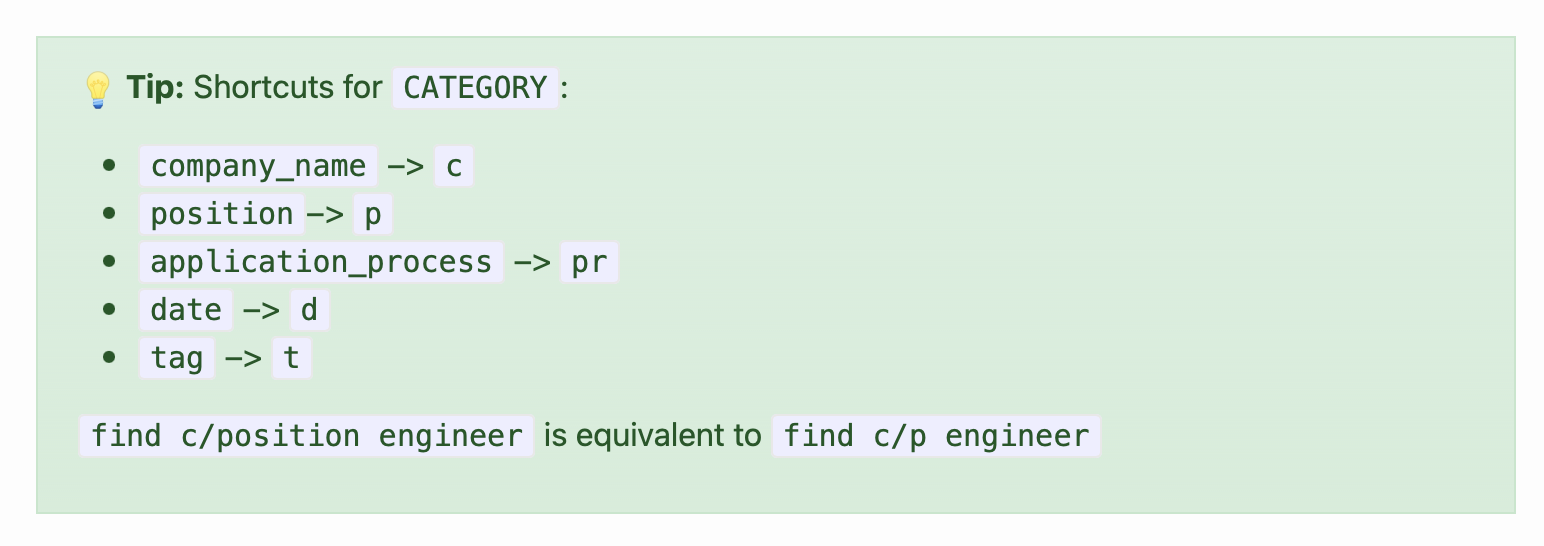 💡 Tip: Shortcuts for CATEGORY:
• company_name –> c
• position –> p
• application_process –> pr
• date –> d
• tag –> t
find c/position engineer is equivalent to find c/p engineer